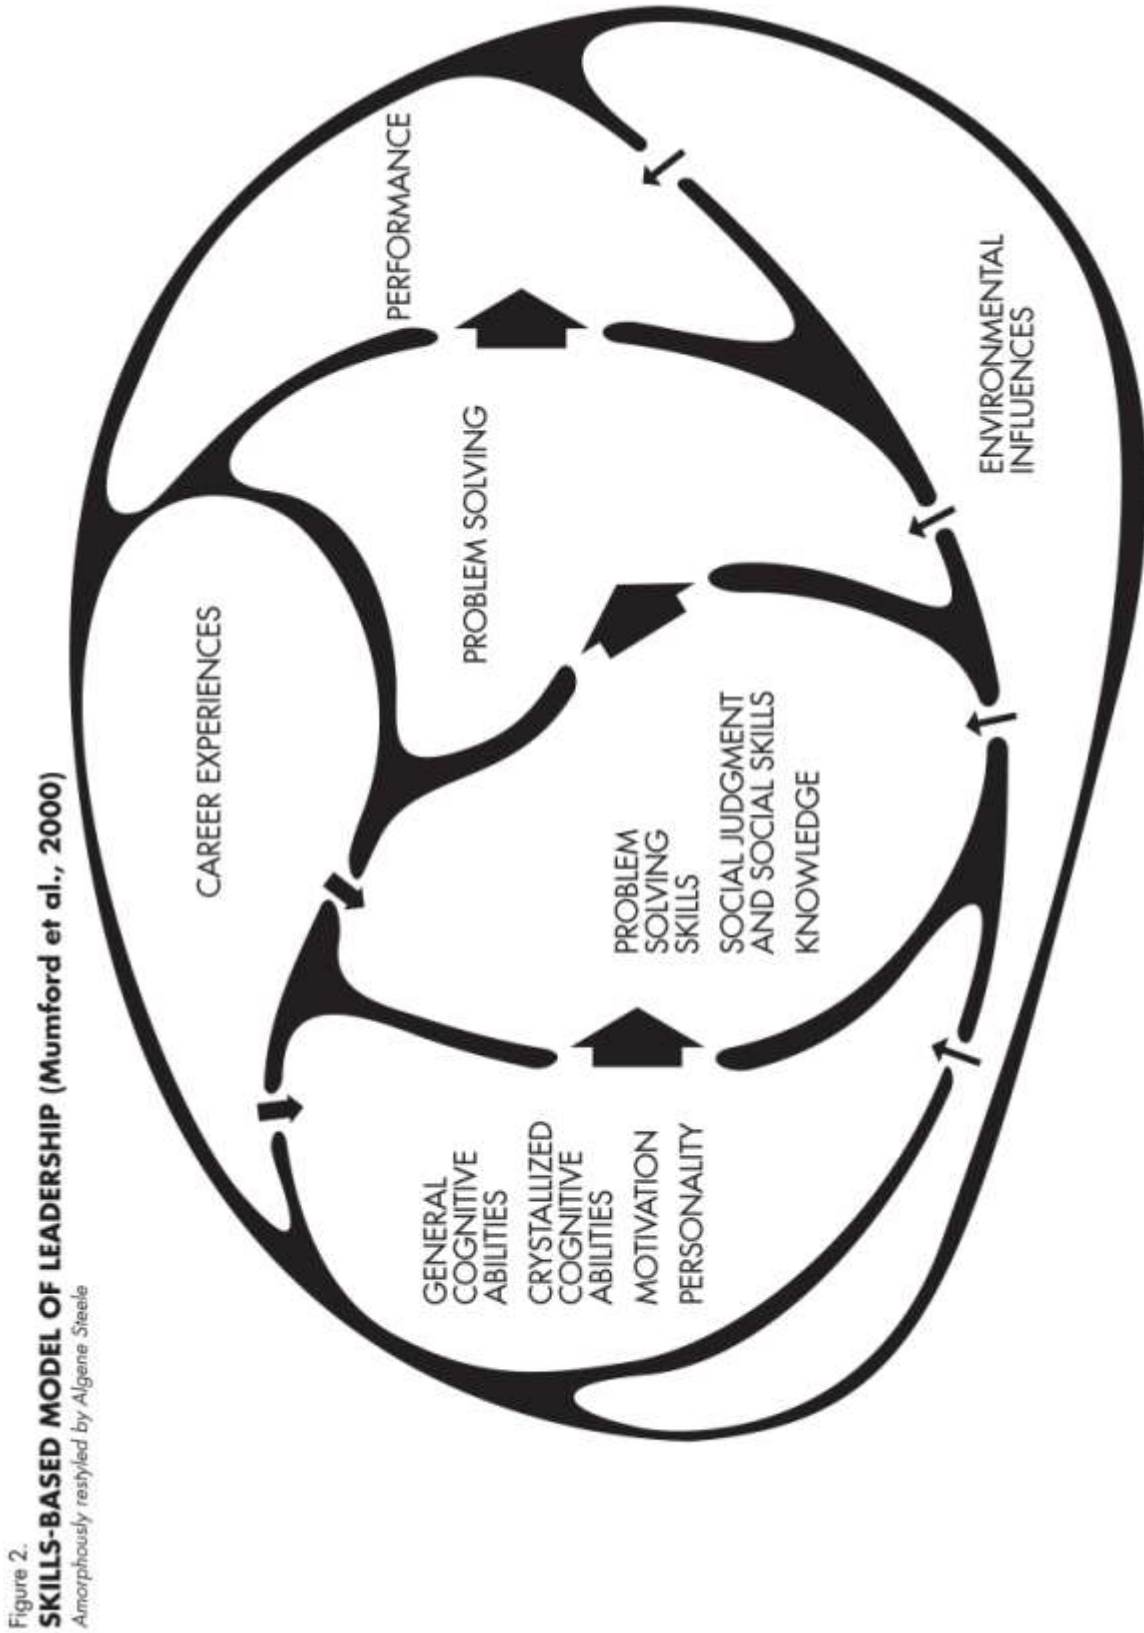 Figure 2.
SKILLS-BASED MODEL OF LEADERSHIP (Mumford et al., 2000)
Amorphously restyled by Algene Steele
CAREER EXPERIENCES
GENERAL
COGNITIVE
ABILITIES
CRYSTALLIZED
COGNITIVE
ABILITIES
MOTIVATION
PERSONALITY
PROBLEM
SOLVING
SKILLS
SOCIAL JUDGMENT
AND SOCIAL SKILLS
KNOWLEDGE
PROBLEM SOLVING
PERFORMANCE
ENVIRONMENTAL
INFLUENCES